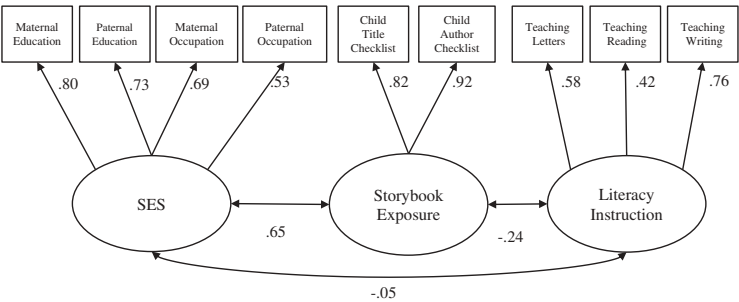 Maternal
Education
Paternal
Education
Maternal
Occupation
Paternal
Occupation
Child
Title
Checklist
Child
Author
Checklist
Teaching
Letters
Teaching
Reading
Teaching
Writing
.80
.73
.69
.53
.82
.92
.58
.42
.76
SES
Storybook
Exposure
Literacy
Instruction
.65
-.24
-.05